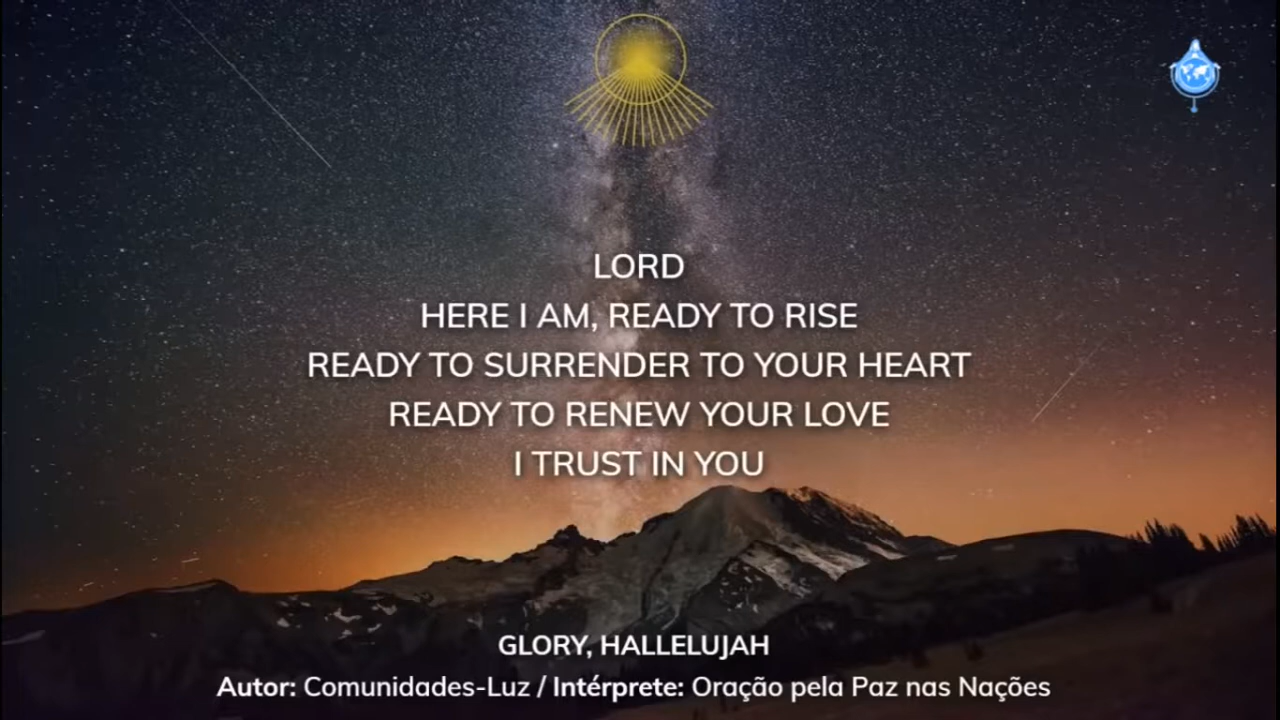 LORD
HERE I AM, READY TO RISE
READY TO SURRENDER TO YOUR HEART
READY TO RENEW YOUR LOVE
I TRUST IN YOU
GLORY, HALLELUJAH
Autor: Comunidades-Luz / Intérprete: Oração pela Paz nas Nações